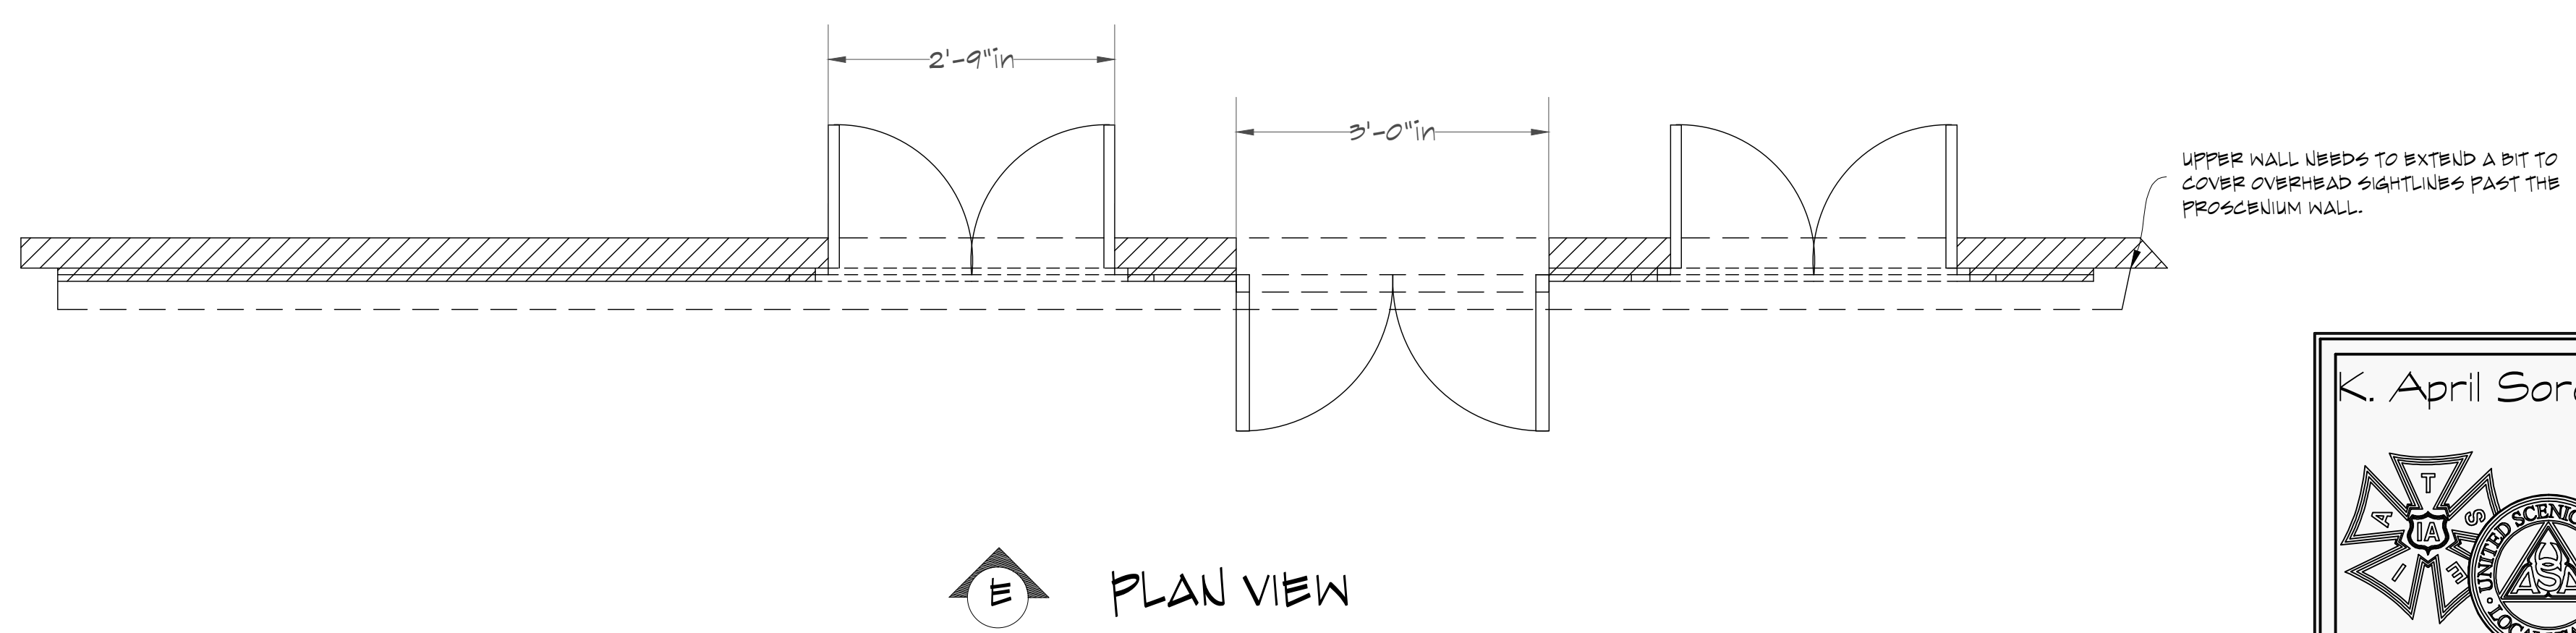 2'-9"in
3'-0"in
UPPER WALL NEEDS TO EXTEND A BIT TO
COVER OVERHEAD SIGHTLINES PAST THE
PROSCENIUM WALL.
K. April
E
PLAN VIEW
I A T S E
IA
UNITED SCENIC
USA